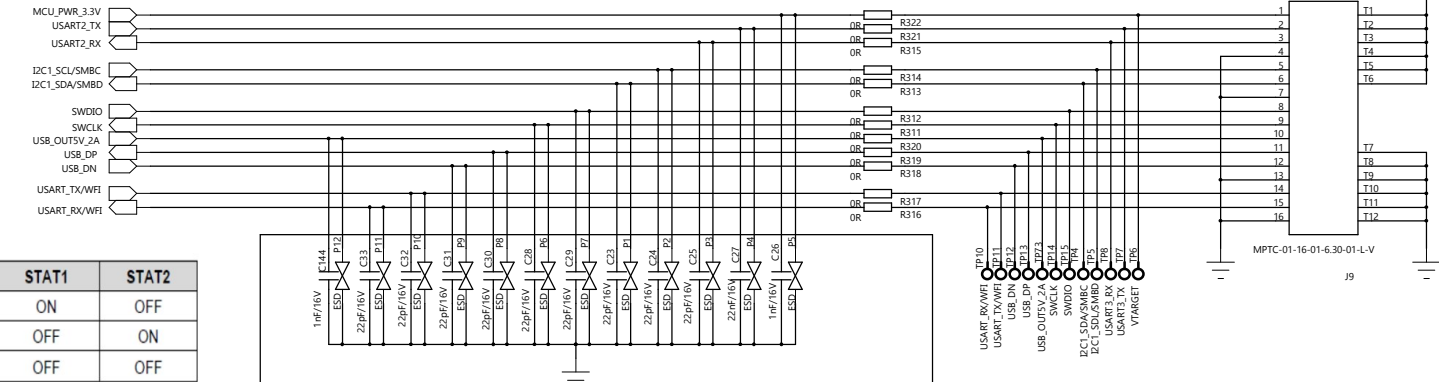 MCU_PWR_3.3V
USART2_TX
USART2_RX
I2C1_SCL/SMBC
I2C1_SDA/SMBD
SWDIO
SWCLK
USB_OUT5V_2A
USB_DP
USB_DN
USART_TX/WFI
USART_RX/WFI
0R R322
0R R321
0R R315
R314
0R R313
R312
0R R311
0R R320
0R R319
0R R318
R317
0R R316
1 T1
2 T2
3 T3
4 T4
5 T5
6 T6
7
8
9
10
11 T7
12 T8
13 T9
14 T10
15 T11
16 T12
MPTC-01-16-01-6.30-01-L-V
J9
C144 1nF/16V P12 ESD
C33 22pF/16V P11 ESD
C32 22pF/16V P10 ESD
C31 22pF/16V P9 ESD
C30 22pF/16V P8 ESD
C28 22pF/16V P6 ESD
C29 22pF/16V P7 ESD
C23 22pF/16V P1 ESD
C24 22pF/16V P2 ESD
C25 22pF/16V P3 ESD
C27 22nF/16V P4 ESD
C26 1nF/16V P5 ESD
TP10 USART_RX/WFI
TP11 USART_TX/WFI
TP12 USB_DN
TP13 USB_DP
TP73 USB_OUT5V_2A
TP14 SWCLK
TP15 SWDIO
TP4 I2C1_SDA/SMBC
TP5 I2C1_SDL/SMBD
TP8 USART3_RX
TP7 USART3_TX
TP6 VTARGET
STAT1 STAT2
ON OFF
OFF ON
OFF OFF